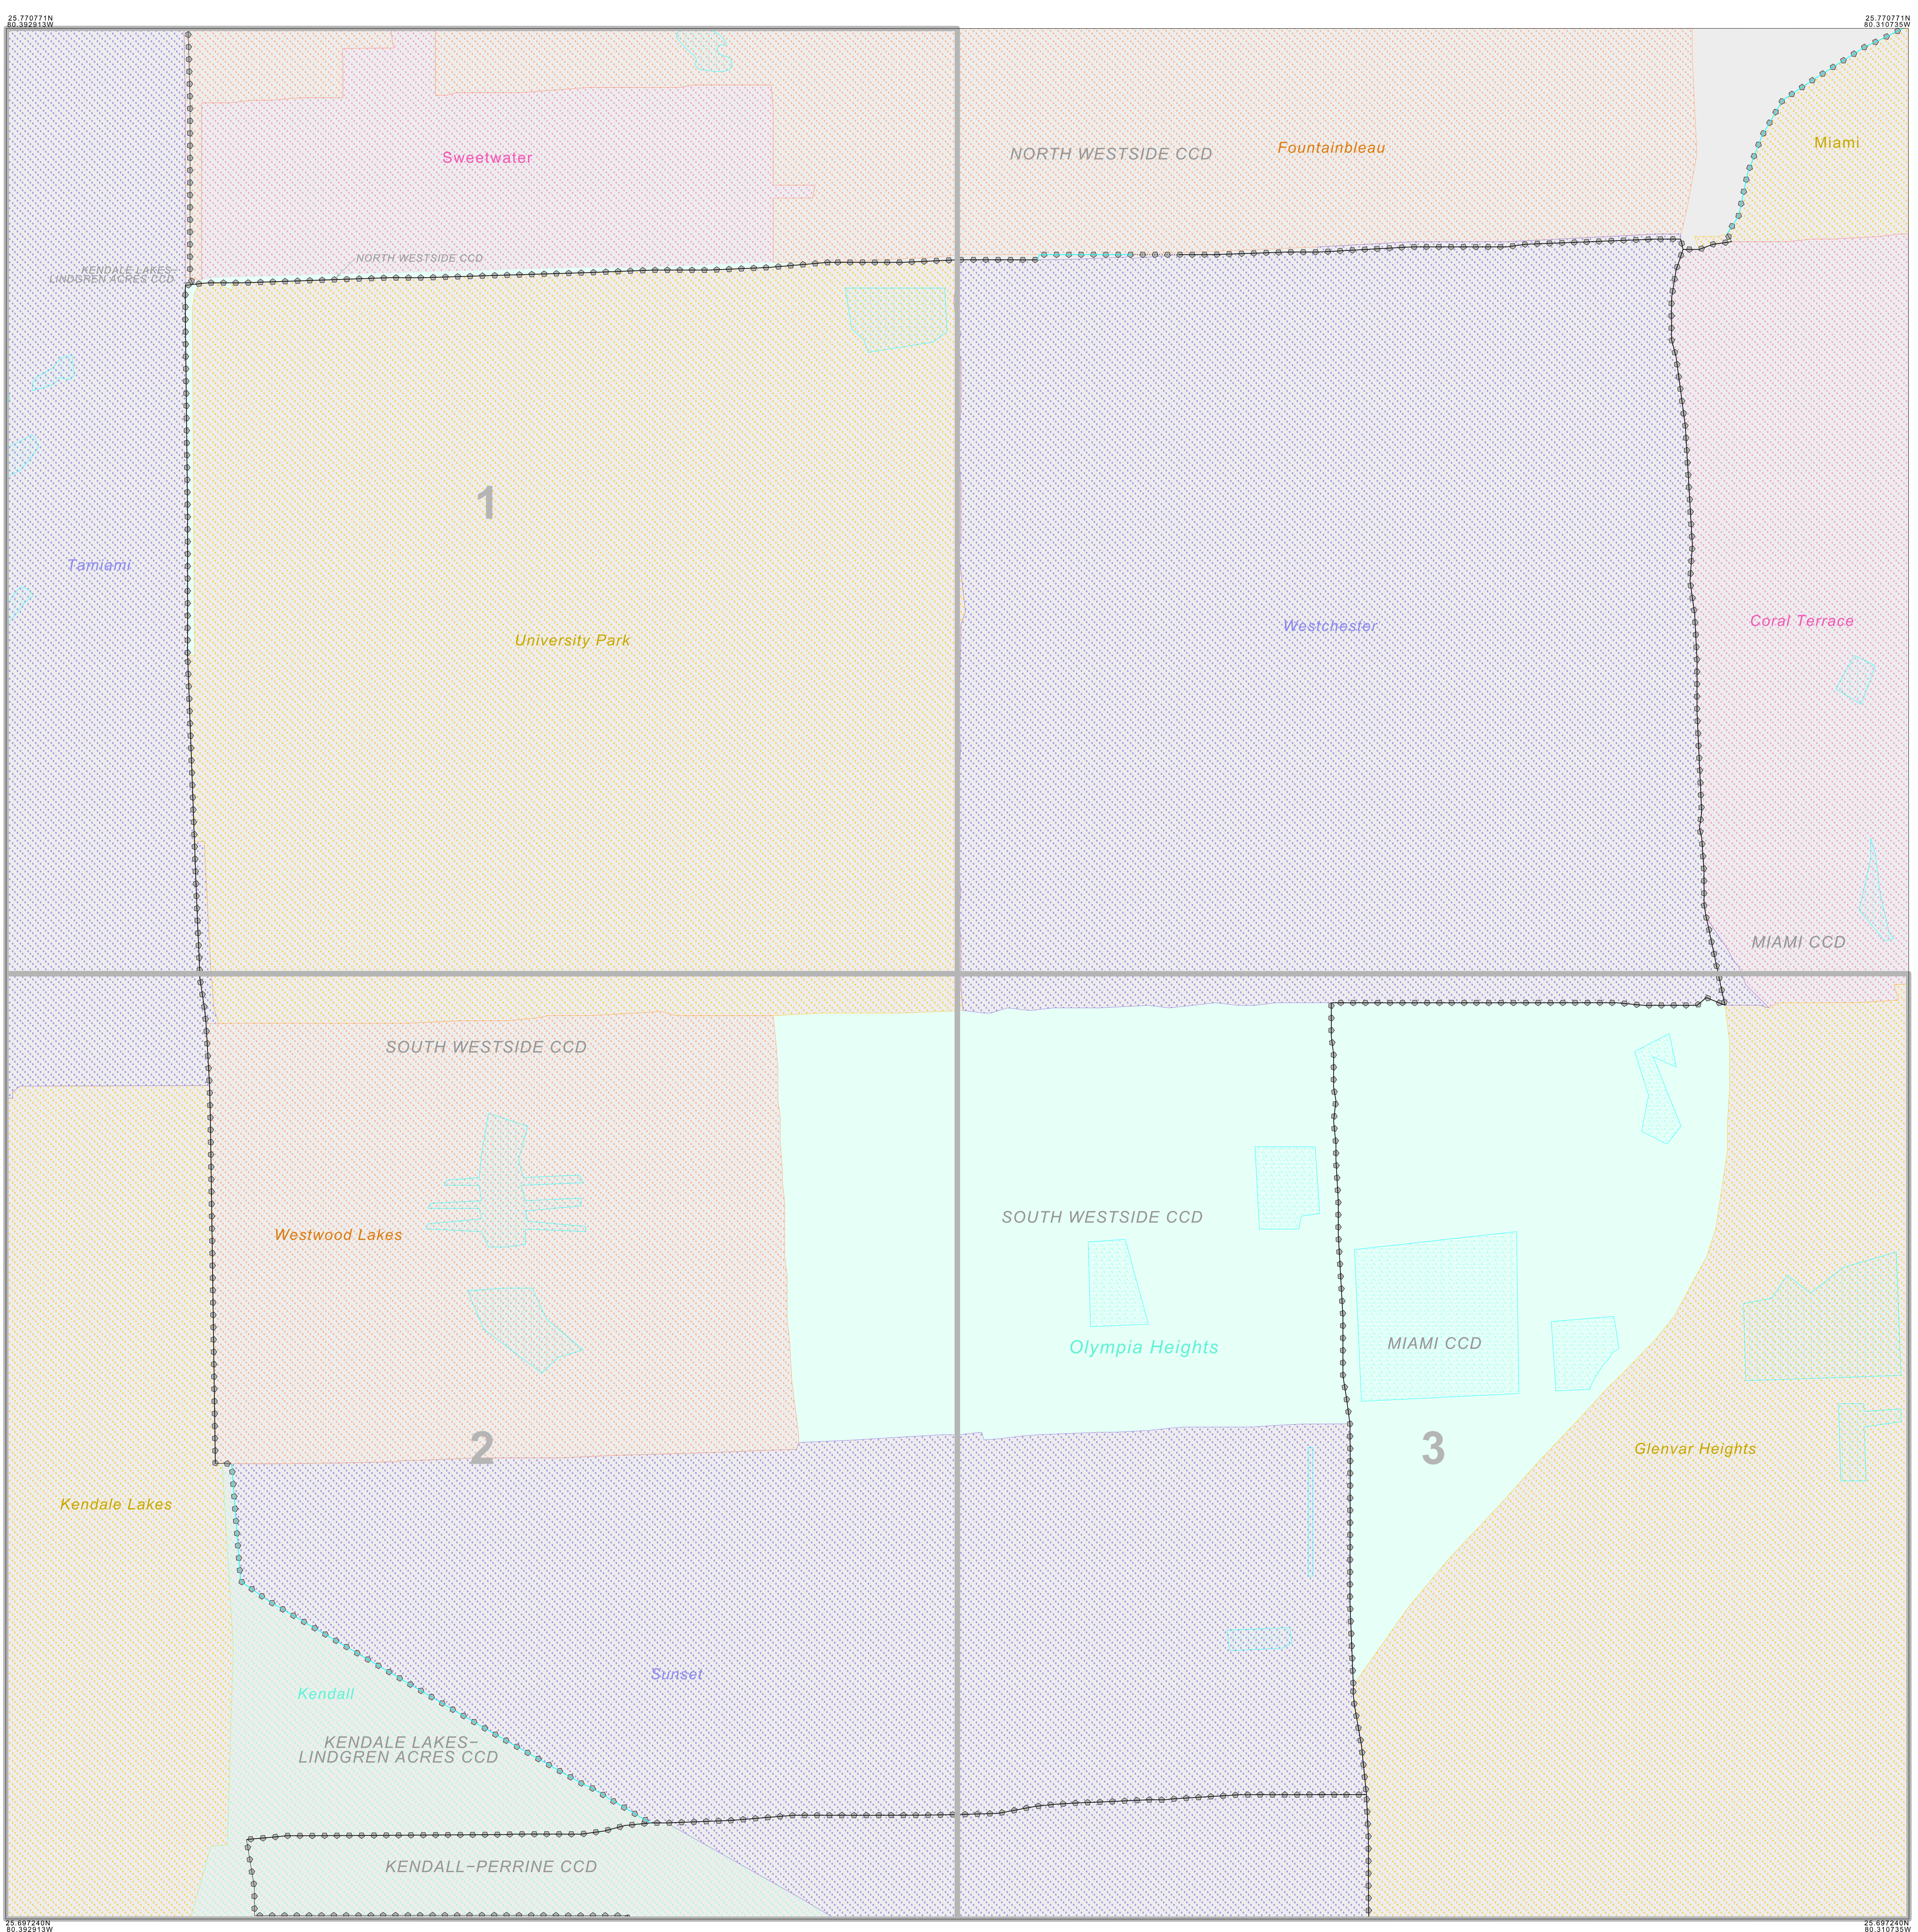 25.770771N
80.392913W
25.770771N
80.310735W
Miami
Fountainbleau
NORTH WESTSIDE CCD
Sweetwater
NORTH WESTSIDE CCD
KENDALE LAKES−
LINDGREN ACRES CCD
1
Tamiami
University Park
Westchester
Coral Terrace
MIAMI CCD
SOUTH WESTSIDE CCD
SOUTH WESTSIDE CCD
Westwood Lakes
Olympia Heights
MIAMI CCD
2
3
Glenvar Heights
Kendale Lakes
Sunset
Kendall
KENDALE LAKES−
LINDGREN ACRES CCD
KENDALL−PERRINE CCD
25.697240N
80.392913W
25.697240N
80.310735W